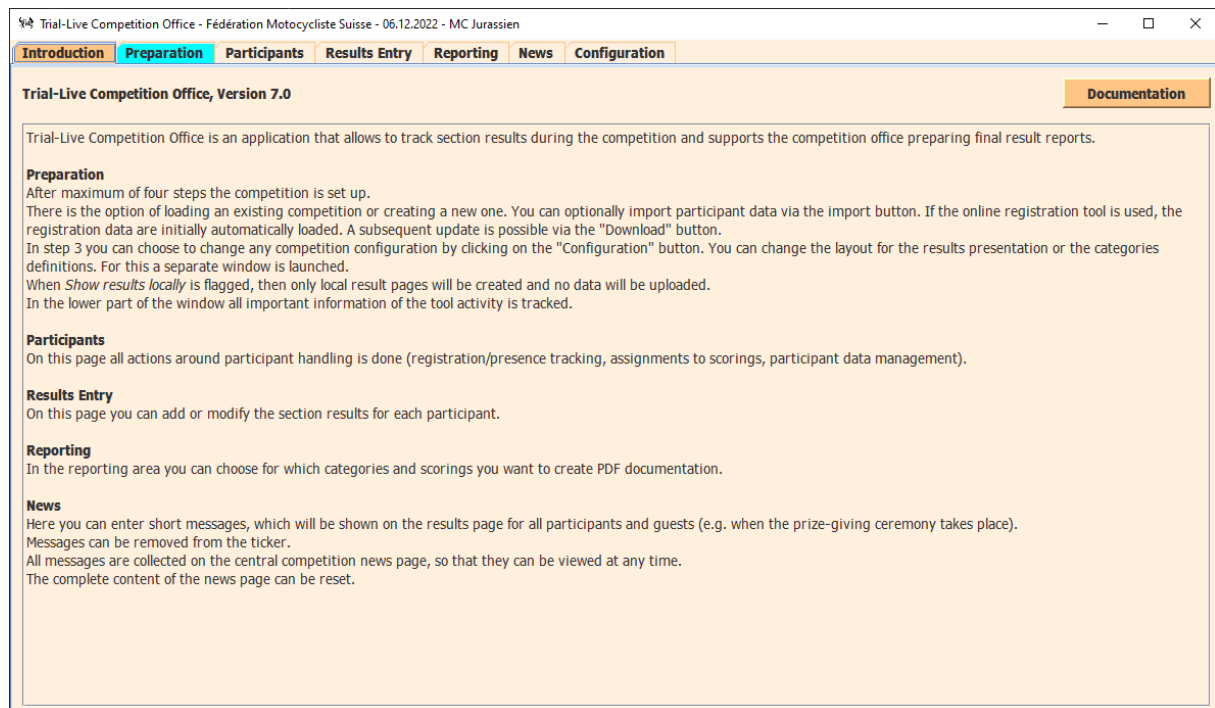 Trial-Live Competition Office - Fédération Motocycliste Suisse - 06.12.2022 - MC Jurassien
Introduction Preparation Participants Results Entry Reporting News Configuration
Trial-Live Competition Office, Version 7.0
Documentation
Trial-Live Competition Office is an application that allows to track section results during the competition and supports the competition office preparing final result reports.
Preparation
After maximum of four steps the competition is set up.
There is the option of loading an existing competition or creating a new one. You can optionally import participant data via the import button. If the online registration tool is used, the
registration data are initially automatically loaded. A subsequent update is possible via the "Download" button.
In step 3 you can choose to change any competition configuration by clicking on the "Configuration" button. You can change the layout for the results presentation or the categories
definitions. For this a separate window is launched.
When Show results locally is flagged, then only local result pages will be created and no data will be uploaded.
In the lower part of the window all important information of the tool activity is tracked.
Participants
On this page all actions around participant handling is done (registration/presence tracking, assignments to scorings, participant data management).
Results Entry
On this page you can add or modify the section results for each participant.
Reporting
In the reporting area you can choose for which categories and scorings you want to create PDF documentation.
News
Here you can enter short messages, which will be shown on the results page for all participants and guests (e.g. when the prize-giving ceremony takes place).
Messages can be removed from the ticker.
All messages are collected on the central competition news page, so that they can be viewed at any time.
The complete content of the news page can be reset.